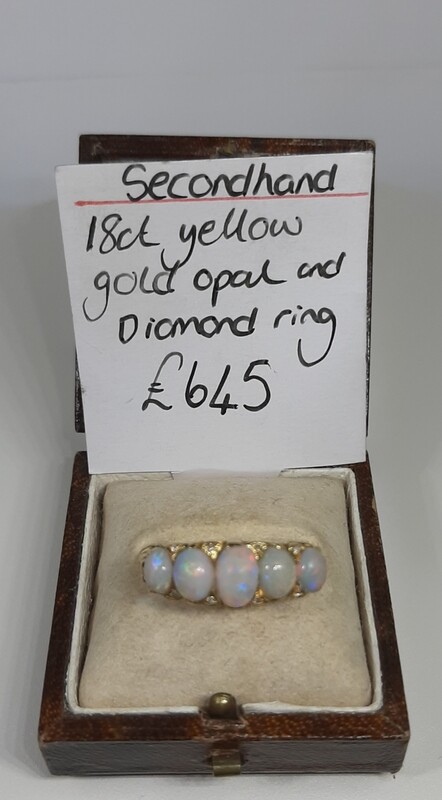 Secondhand
18ct yellow
gold opal and
Diamond ring
£645